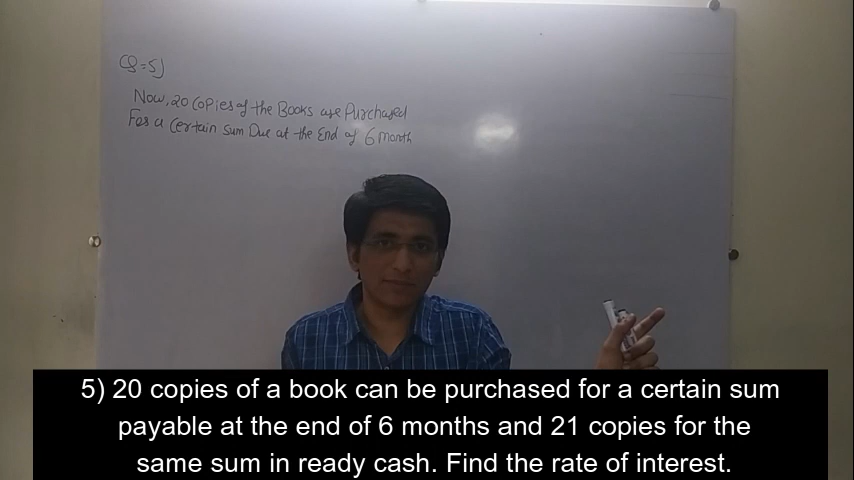 (Q=5)
Now, 20 Copies of the Books are Purchased
For a Certain Sum Due at the End of 6 month
5) 20 copies of a book can be purchased for a certain sum
payable at the end of 6 months and 21 copies for the
same sum in ready cash. Find the rate of interest.